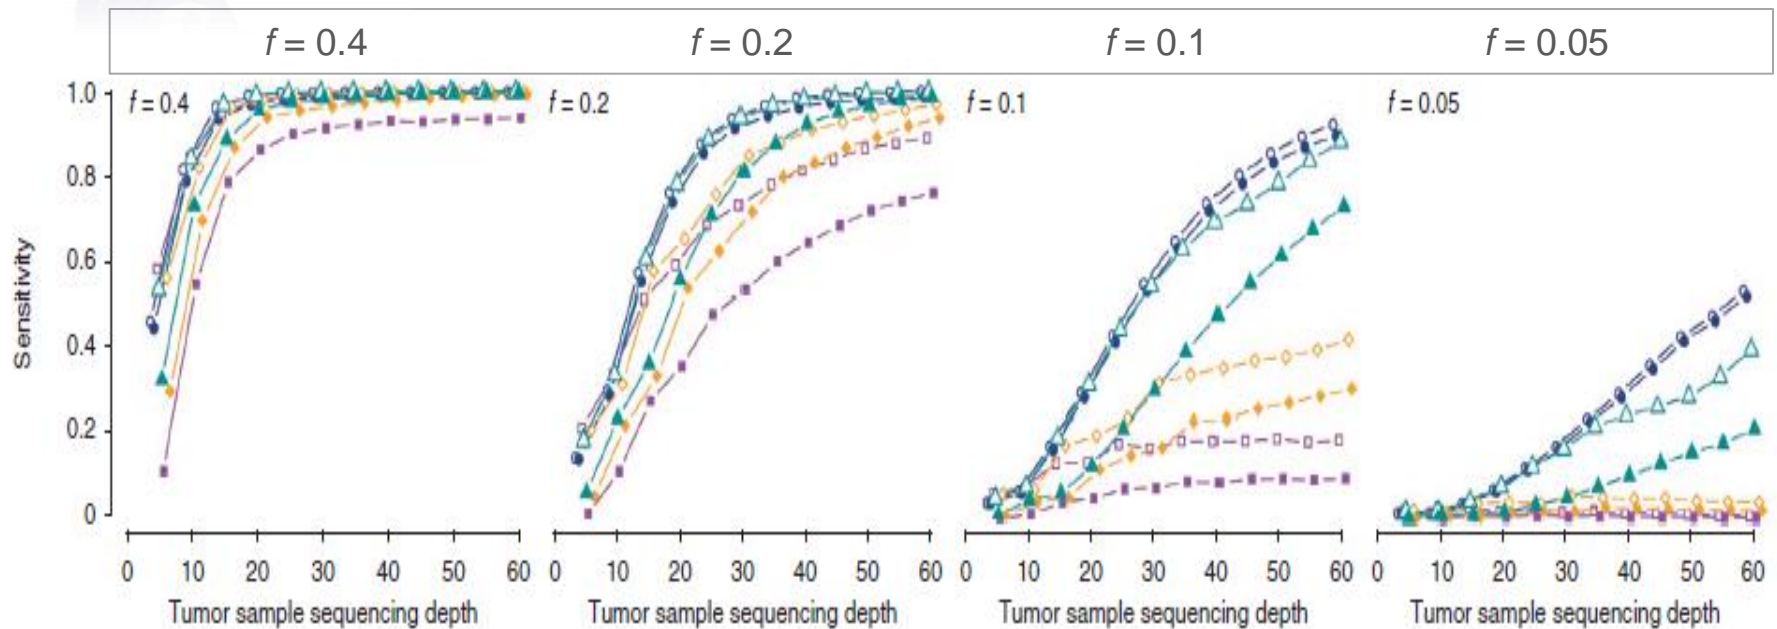 f = 0.4 f = 0.2 f = 0.1 f = 0.05
f = 0.4 f = 0.2 f = 0.1 f = 0.05
Sensitivity
1.0
0.8
0.6
0.4
0.2
0
0 10 20 30 40 50 60 0 10 20 30 40 50 60 0 10 20 30 40 50 60 0 10 20 30 40 50 60
Tumor sample sequencing depth Tumor sample sequencing depth Tumor sample sequencing depth Tumor sample sequencing depth